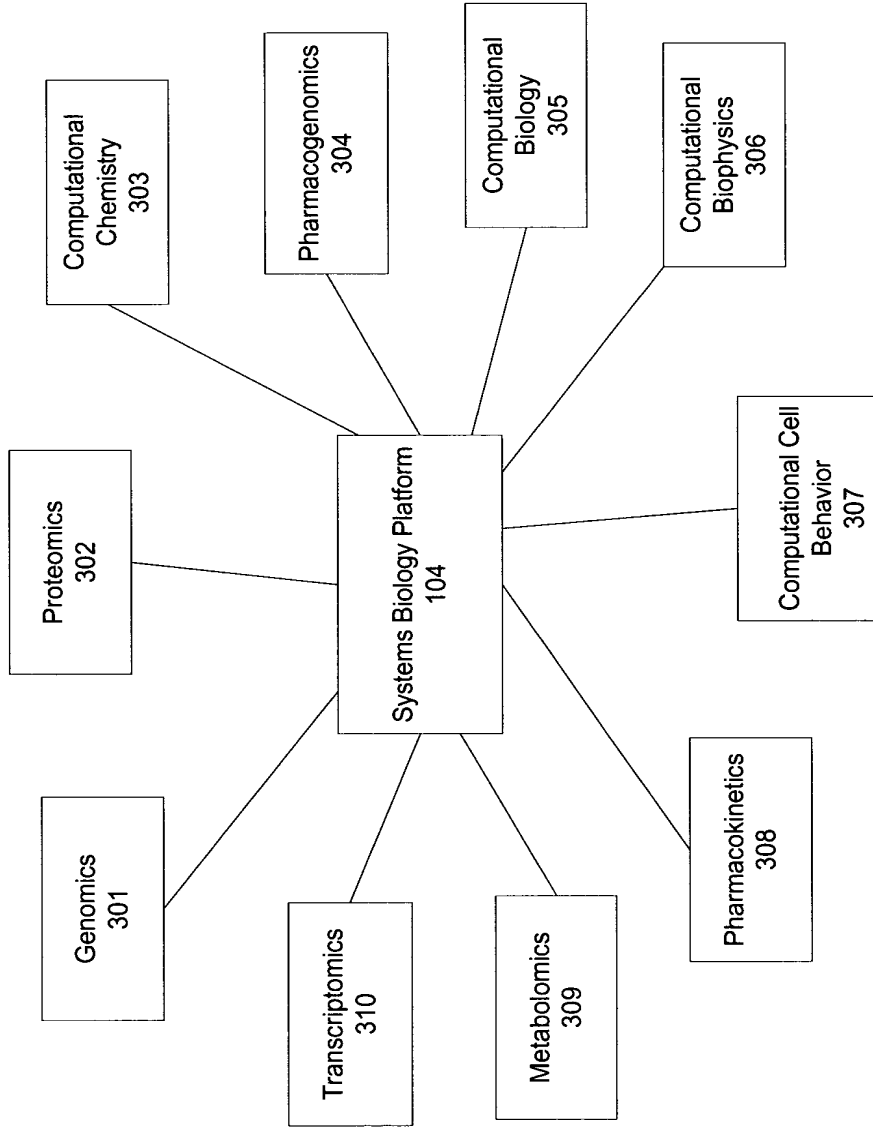 Genomics
301
Proteomics
302
Computational
Chemistry
303
Pharmacogenomics
304
Computational
Biology
305
Computational
Biophysics
306
Computational Cell
Behavior
307
Pharmacokinetics
308
Metabolomics
309
Transcriptomics
310
Systems Biology Platform
104